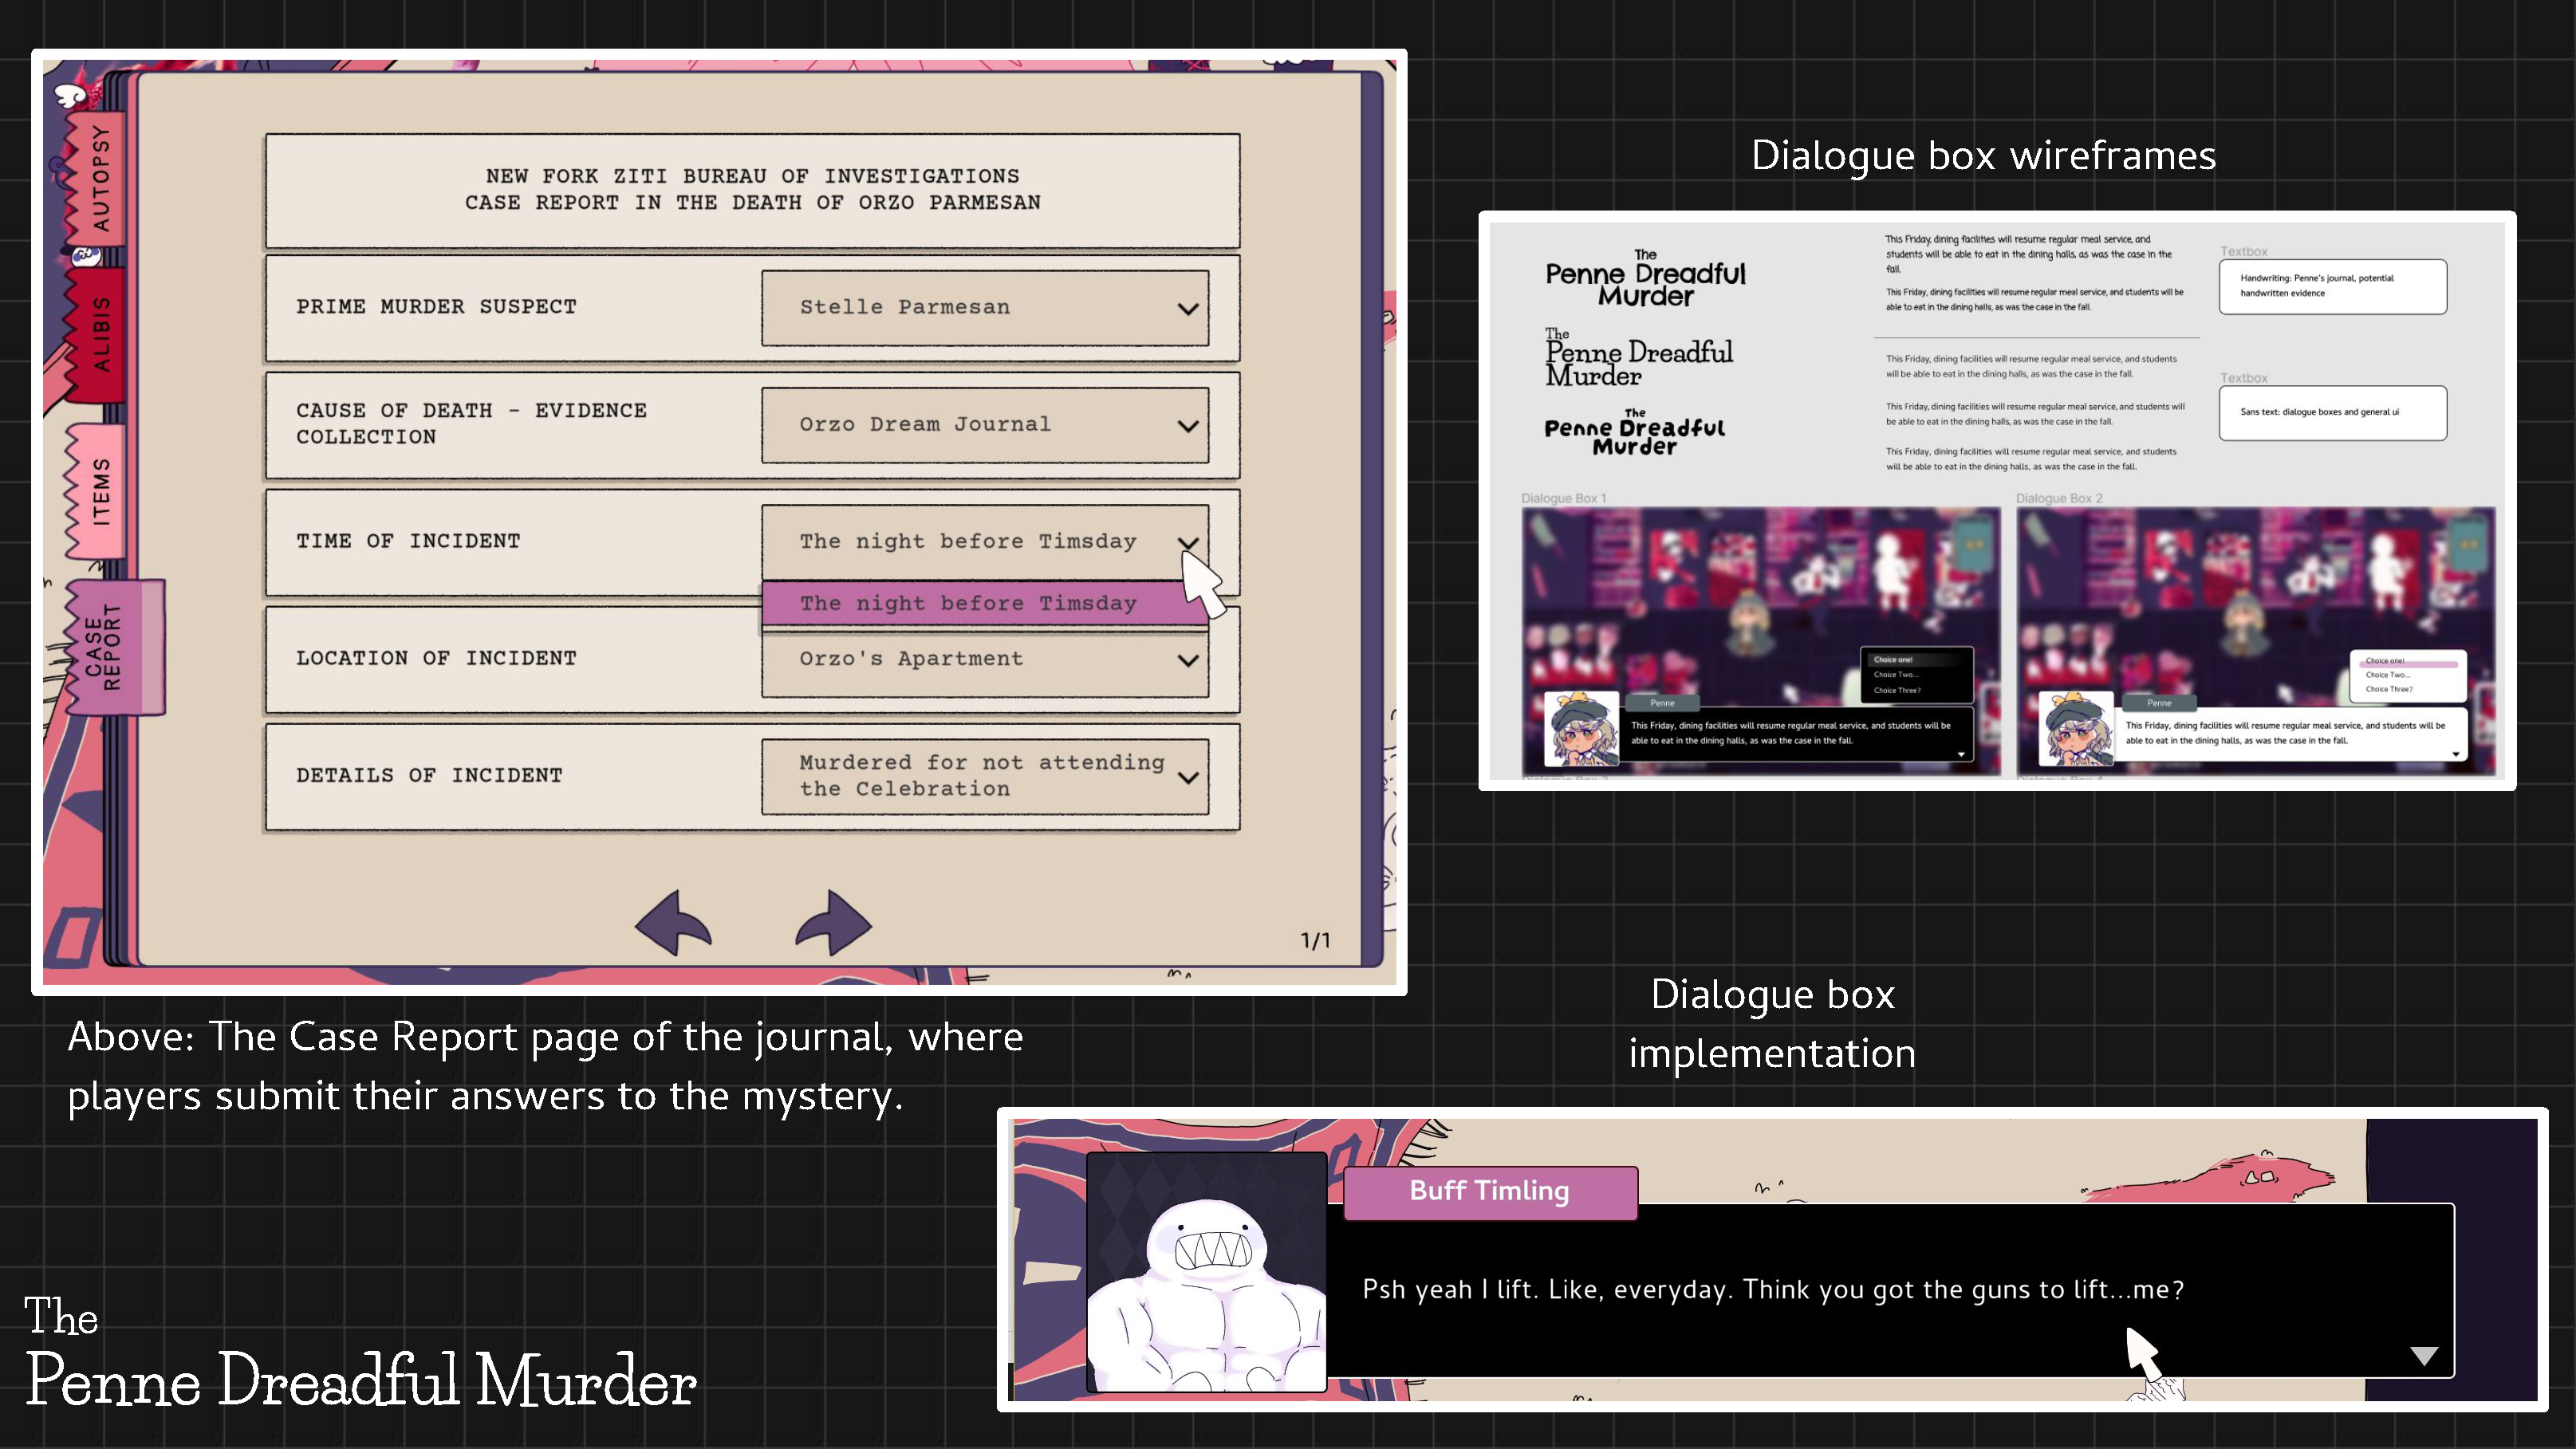 AUTOPSY
ALIBIS
ITEMS
CASE
REPORT
NEW FORK ZITI BUREAU OF INVESTIGATIONS
CASE REPORT IN THE DEATH OF ORZO PARMESAN
PRIME MURDER SUSPECT
Stelle Parmesan
CAUSE OF DEATH – EVIDENCE
COLLECTION
Orzo Dream Journal
TIME OF INCIDENT
The night before Timsday
The night before Timsday
LOCATION OF INCIDENT
Orzo's Apartment
DETAILS OF INCIDENT
Murdered for not attending
the Celebration
1/1
Above: The Case Report page of the journal, where
players submit their answers to the mystery.
Dialogue box wireframes
The
Penne Dreadful
Murder
The
Penne Dreadful
Murder
The
Penne Dreadful
Murder
This Friday, dining facilities will resume regular meal service, and
students will be able to eat in the dining halls, as was the case in the
fall.
This Friday, dining facilities will resume regular meal service, and students will be
able to eat in the dining halls, as was the case in the fall.
This Friday, dining facilities will resume regular meal service, and students
will be able to eat in the dining halls, as was the case in the fall.
This Friday, dining facilities will resume regular meal service, and students will
be able to eat in the dining halls, as was the case in the fall.
This Friday, dining facilities will resume regular meal service, and students
will be able to eat in the dining halls, as was the case in the fall.
Textbox
Handwriting: Penne's journal, potential
handwritten evidence
Textbox
Sans text: dialogue boxes and general ui
Dialogue Box 1
Choice one!
Choice Two...
Choice Three?
Penne
This Friday, dining facilities will resume regular meal service, and students will be
able to eat in the dining halls, as was the case in the fall.
Dialogue Box 2
Choice one!
Choice Two...
Choice Three?
Penne
This Friday, dining facilities will resume regular meal service, and students will be
able to eat in the dining halls, as was the case in the fall.
Dialogue box
implementation
Buff Timling
Psh yeah I lift. Like, everyday. Think you got the guns to lift...me?
The
Penne Dreadful Murder